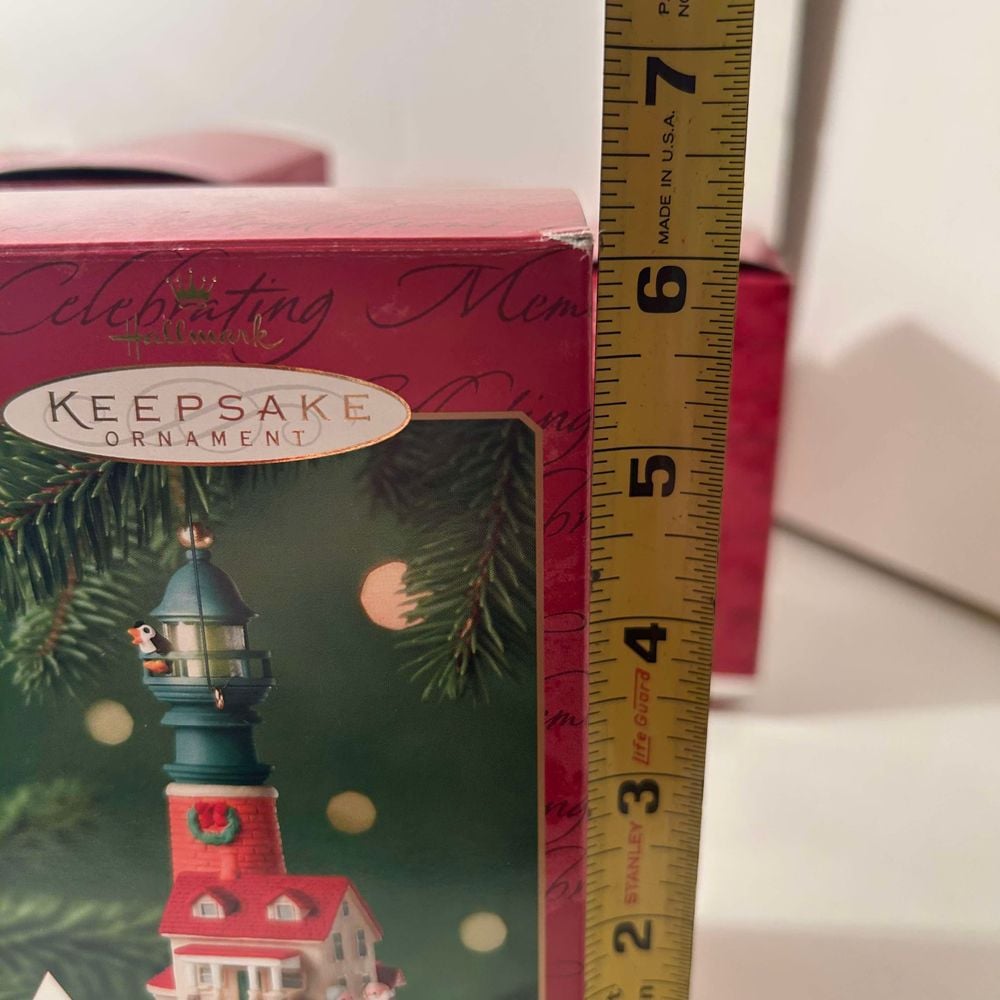 Celebrating Mem
Hallmark
KEEPSAKE
ORNAMENT
7
MADE IN U.S.A.
6
5
4
Life Guard
3
STANLEY
2